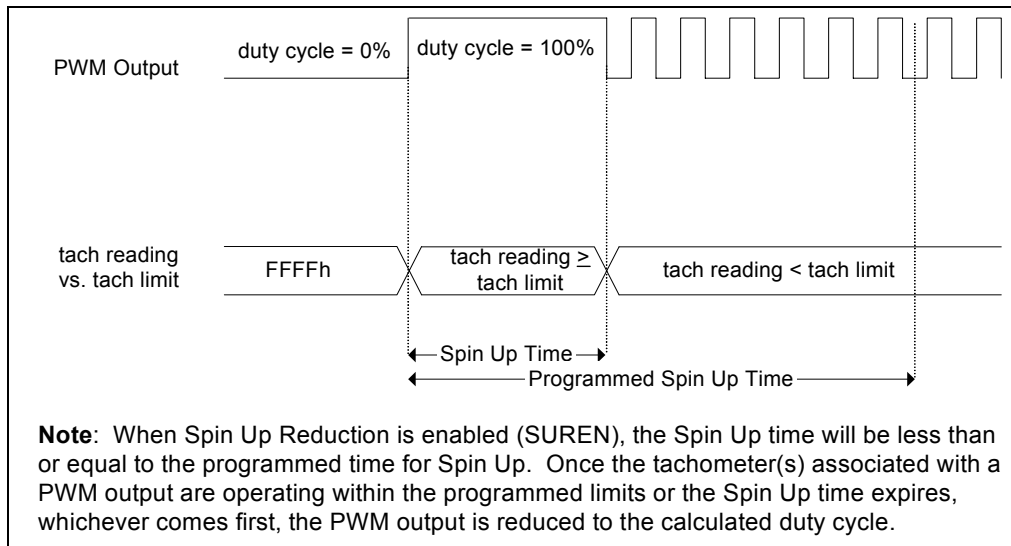 duty cycle = 0%
duty cycle = 100%
PWM Output
tach reading
vs. tach limit
FFFFh
tach reading ≥
tach limit
tach reading < tach limit
Spin Up Time
Programmed Spin Up Time
Note: When Spin Up Reduction is enabled (SUREN), the Spin Up time will be less than
or equal to the programmed time for Spin Up. Once the tachometer(s) associated with a
PWM output are operating within the programmed limits or the Spin Up time expires,
whichever comes first, the PWM output is reduced to the calculated duty cycle.